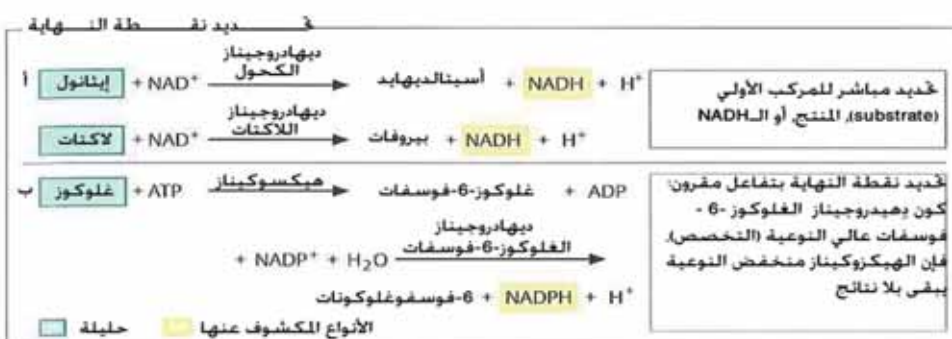 تحديد نقطة النهاية
أ إيثانول + NAD⁺ ديهادروجيناز الكحول أسيتالديهايد + NADH + H⁺
لاكتات + NAD⁺ ديهادروجيناز اللاكتات بيروفات + NADH + H⁺
تحديد مباشر للمركب الأولي
(substrate)، المنتج، أو الـNADH
ب غلوكوز + ATP هيكسوكيناز غلوكوز-6-فوسفات + ADP
+ NADP⁺ + H₂O ديهادروجيناز الغلوكوز-6-فوسفات
6-فوسفوغلوكونات + NADPH + H⁺
تحديد نقطة النهاية بتفاعل مقرون:
كون يهيدروجيناز الغلوكوز -6-
فوسفات عالي النوعية (التخصص)،
فإن الهيكزوكيناز منخفض النوعية
يبقى بلا نتائج
الأنواع المكشوف عنها حليلة